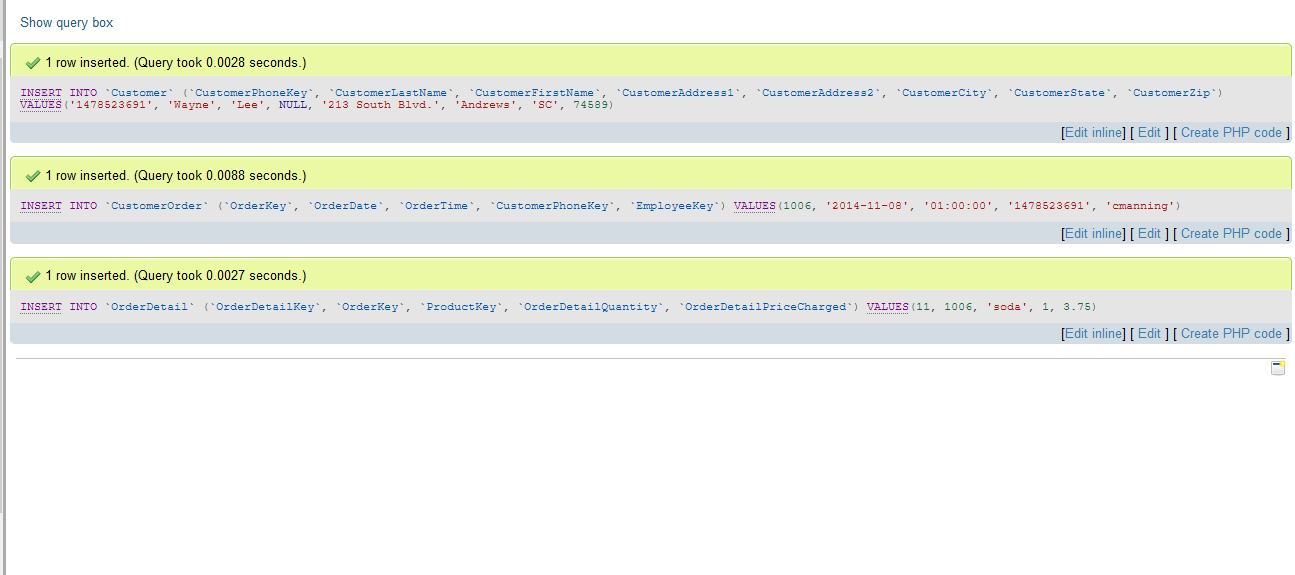 Show query box
1 row inserted. (Query took 0.0028 seconds.)
INSERT INTO `Customer` (`CustomerPhoneKey`, `CustomerLastName`, `CustomerFirstName`, `CustomerAddress1`, `CustomerAddress2`, `CustomerCity`, `CustomerState`, `CustomerZip`)
VALUES('1478523691', 'Wayne', 'Lee', NULL, '213 South Blvd.', 'Andrews', 'SC', 74589)
[Edit inline] [ Edit ] [ Create PHP code ]
1 row inserted. (Query took 0.0088 seconds.)
INSERT INTO `CustomerOrder` (`OrderKey`, `OrderDate`, `OrderTime`, `CustomerPhoneKey`, `EmployeeKey`) VALUES(1006, '2014-11-08', '01:00:00', '1478523691', 'cmanning')
[Edit inline] [ Edit ] [ Create PHP code ]
1 row inserted. (Query took 0.0027 seconds.)
INSERT INTO `OrderDetail` (`OrderDetailKey`, `OrderKey`, `ProductKey`, `OrderDetailQuantity`, `OrderDetailPriceCharged`) VALUES(11, 1006, 'soda', 1, 3.75)
[Edit inline] [ Edit ] [ Create PHP code ]